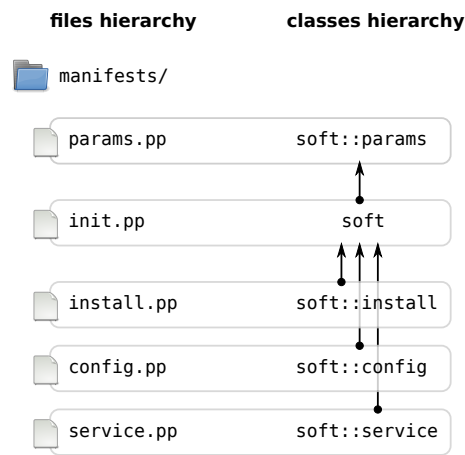 files hierarchy classes hierarchy
manifests/
params.pp soft::params
init.pp soft
install.pp soft::install
config.pp soft::config
service.pp soft::service